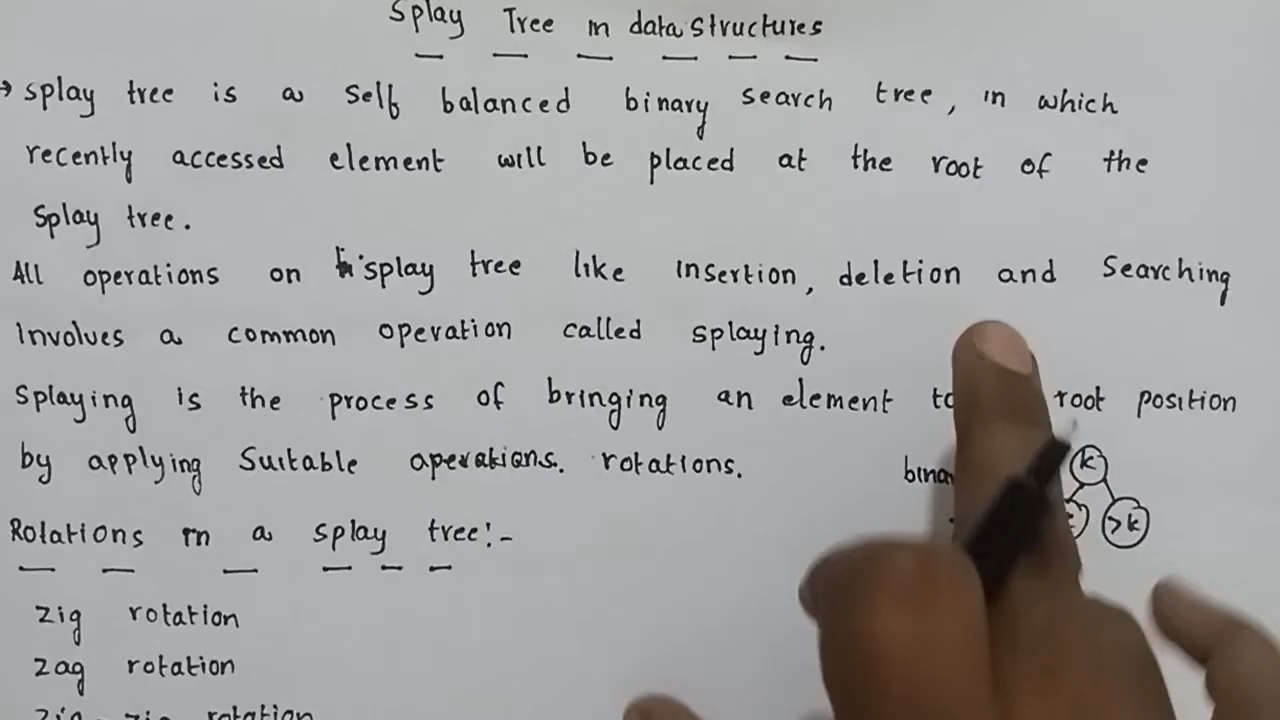 Splay Tree in data structures
→ splay tree is a self balanced binary search tree, in which
recently accessed element will be placed at the root of the
Splay tree.
All operations on splay tree like insertion, deletion and Searching
Involves a common operation called splaying.
Splaying is the process of bringing an element to root position
by applying Suitable operations. rotations.
k
>k
Rotations in a splay tree:-
zig rotation
zag rotation
zig zig rotation